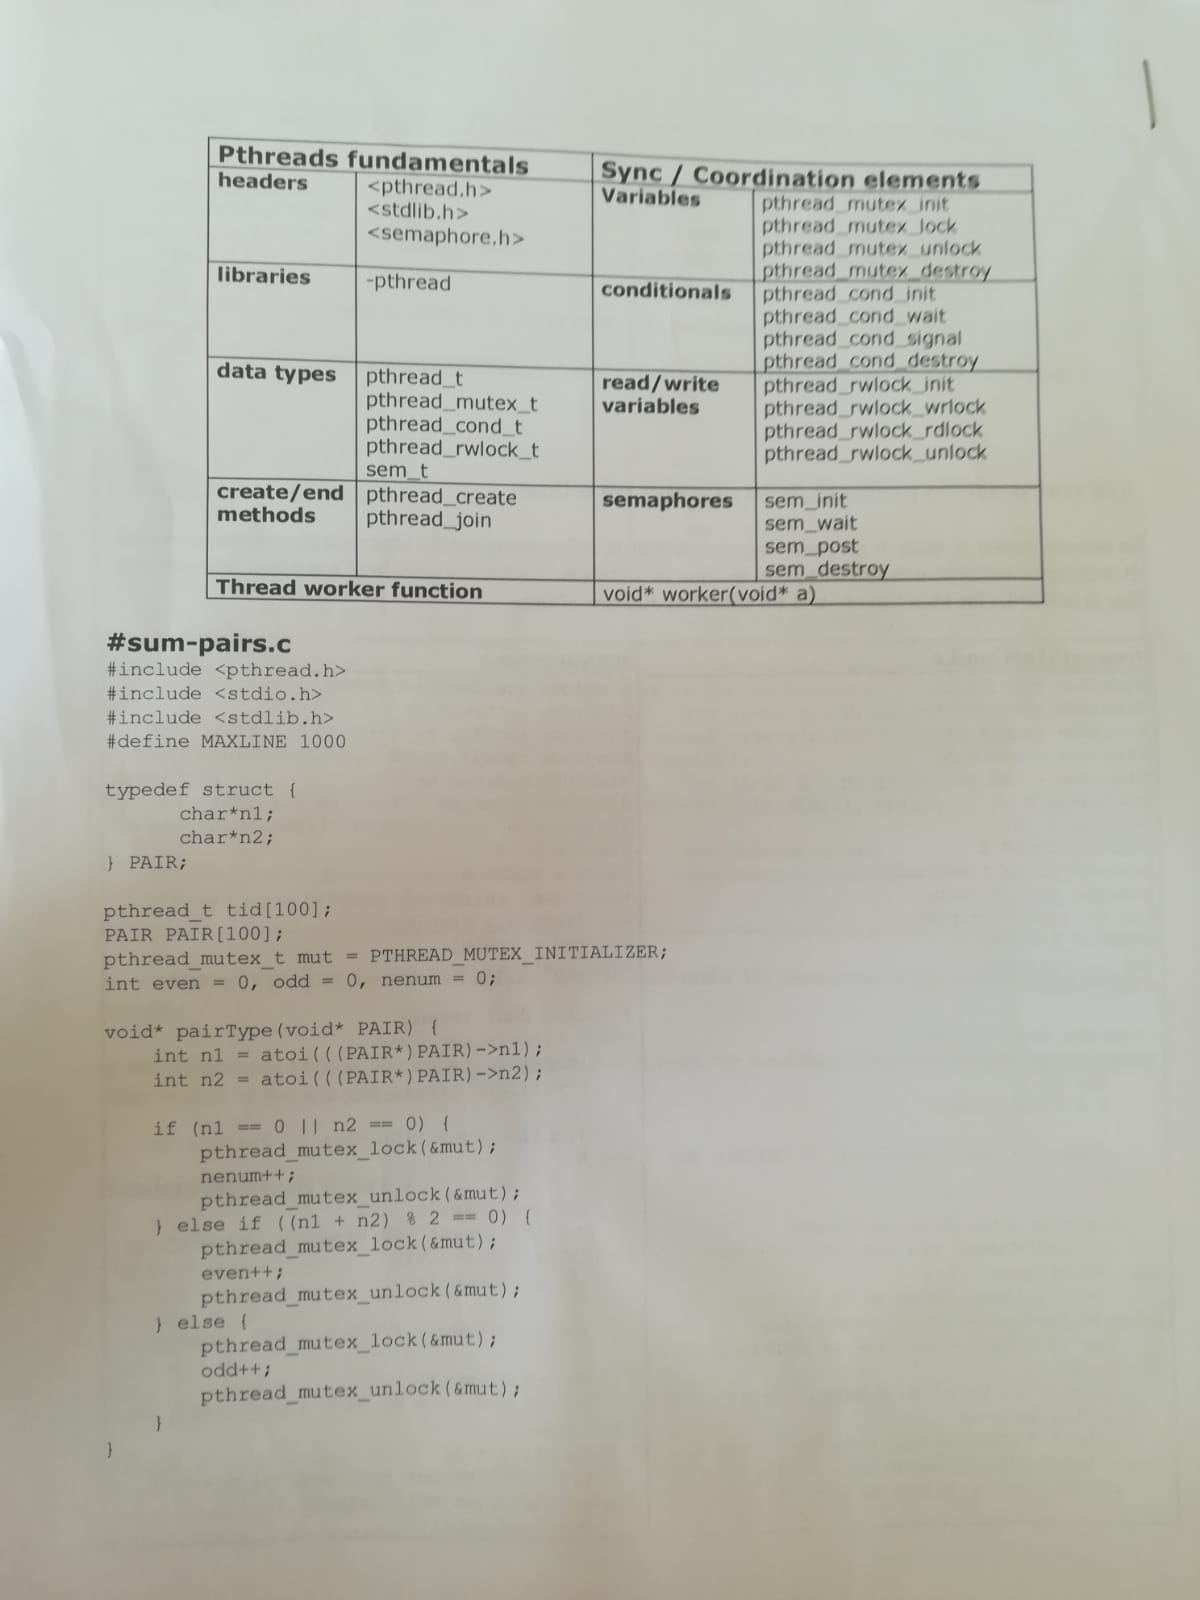 Pthreads fundamentals
Sync / Coordination elements
headers
<pthread.h>
<stdlib.h>
<semaphore.h>
Variables
pthread_mutex_init
pthread_mutex_lock
pthread_mutex_unlock
pthread_mutex_destroy
libraries
-pthread
conditionals
pthread_cond_init
pthread_cond_wait
pthread_cond_signal
pthread_cond_destroy
data types
pthread_t
pthread_mutex_t
pthread_cond_t
pthread_rwlock_t
sem_t
read/write
variables
pthread_rwlock_init
pthread_rwlock_wrlock
pthread_rwlock_rdlock
pthread_rwlock_unlock
create/end
methods
pthread_create
pthread_join
semaphores
sem_init
sem_wait
sem_post
sem_destroy
Thread worker function
void* worker(void* a)
#sum-pairs.c
#include <pthread.h>
#include <stdio.h>
#include <stdlib.h>
#define MAXLINE 1000
typedef struct {
char*n1;
char*n2;
} PAIR;
pthread_t tid[100];
PAIR PAIR[100];
pthread_mutex_t mut = PTHREAD_MUTEX_INITIALIZER;
int even = 0, odd = 0, nenum = 0;
void* pairType(void* PAIR) {
int n1 = atoi(((PAIR*)PAIR)->n1);
int n2 = atoi(((PAIR*)PAIR)->n2);
if (n1 == 0 || n2 == 0) {
pthread_mutex_lock(&mut);
nenum++;
pthread_mutex_unlock(&mut);
} else if ((n1 + n2) % 2 == 0) {
pthread_mutex_lock(&mut);
even++;
pthread_mutex_unlock(&mut);
} else {
pthread_mutex_lock(&mut);
odd++;
pthread_mutex_unlock(&mut);
}
}